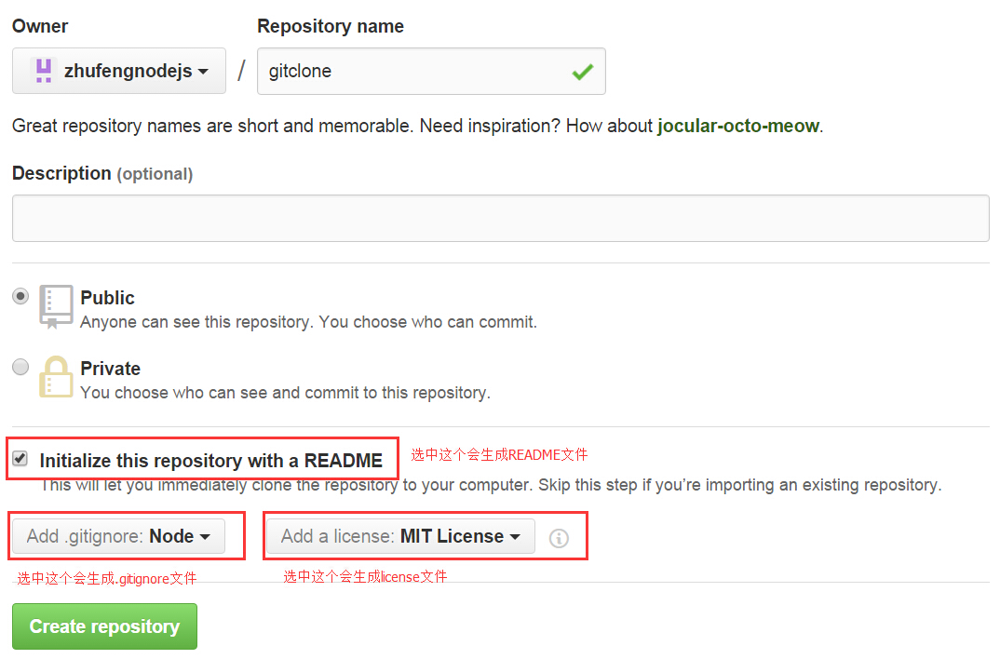 Owner
Repository name
zhufengnodejs
/
gitclone
Great repository names are short and memorable. Need inspiration? How about jocular-octo-meow.
Description (optional)
Public
Anyone can see this repository. You choose who can commit.
Private
You choose who can see and commit to this repository.
Initialize this repository with a README
选中这个会生成README文件
This will let you immediately clone the repository to your computer. Skip this step if you’re importing an existing repository.
Add .gitignore: Node
Add a license: MIT License
选中这个会生成.gitignore文件
选中这个会生成license文件
Create repository